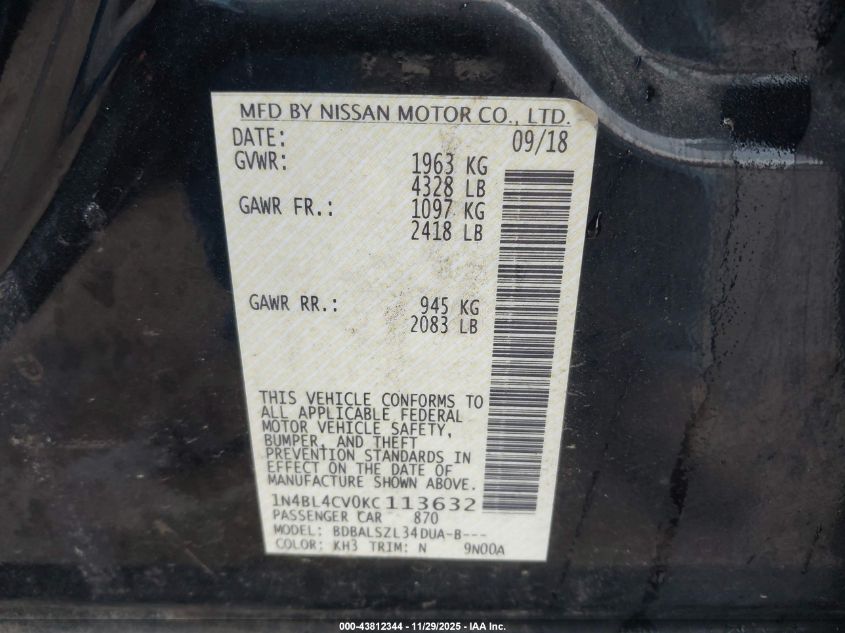 MFD BY NISSAN MOTOR CO., LTD.
DATE: 09/18
GVWR: 1963 KG
4328 LB
GAWR FR.: 1097 KG
2418 LB
GAWR RR.: 945 KG
2083 LB
THIS VEHICLE CONFORMS TO
ALL APPLICABLE FEDERAL
MOTOR VEHICLE SAFETY,
BUMPER, AND THEFT
PREVENTION STANDARDS IN
EFFECT ON THE DATE OF
MANUFACTURE SHOWN ABOVE.
1N4BL4CV0KC113632
PASSENGER CAR 870
MODEL: BDBALSZL34DUA-B---
COLOR: KH3 TRIM: N 9N00A
000-43812344 | 11/29/2025 - IAA Inc.